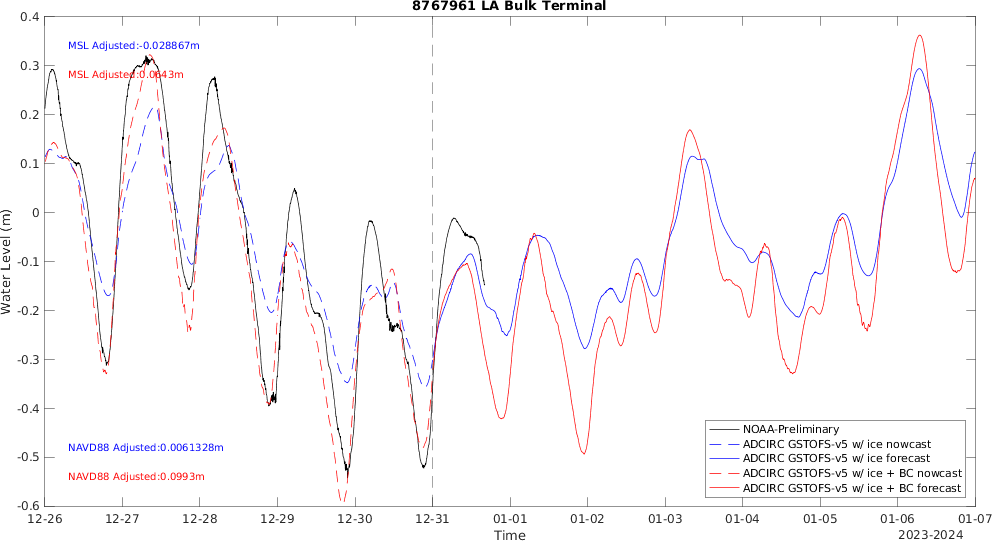 8767961 LA Bulk Terminal
MSL Adjusted:-0.028867m
MSL Adjusted:0.0643m
NAVD88 Adjusted:0.0061328m
NAVD88 Adjusted:0.0993m
Water Level (m)
0.4
0.3
0.2
0.1
0
-0.1
-0.2
-0.3
-0.4
-0.5
-0.6
NOAA-Preliminary
ADCIRC GSTOFS-v5 w/ ice nowcast
ADCIRC GSTOFS-v5 w/ ice forecast
ADCIRC GSTOFS-v5 w/ ice + BC nowcast
ADCIRC GSTOFS-v5 w/ ice + BC forecast
12-26 12-27 12-28 12-29 12-30 12-31 01-01 01-02 01-03 01-04 01-05 01-06 01-07
Time
2023-2024